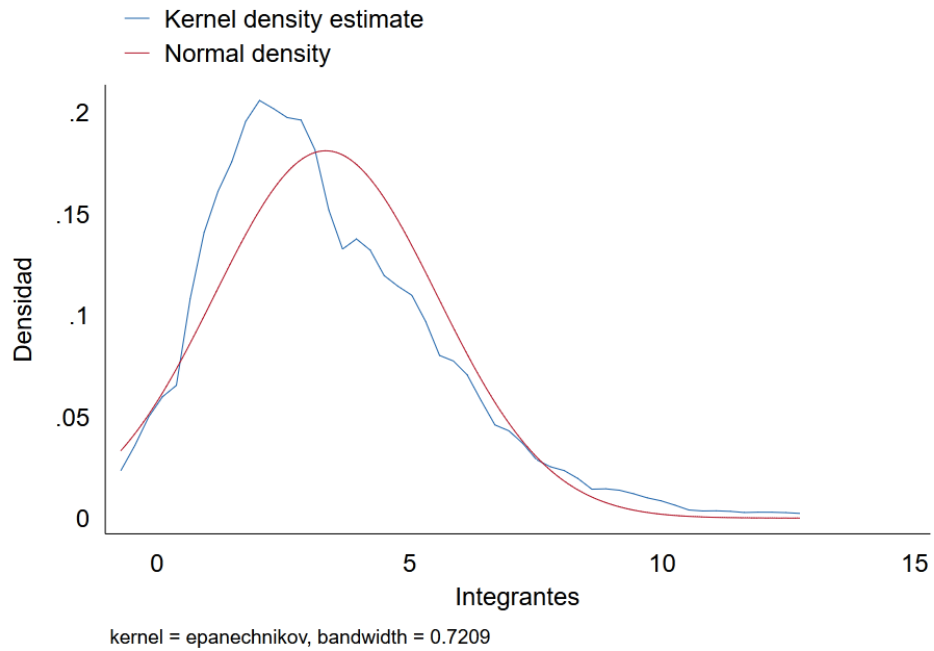 Kernel density estimate
Normal density
.2
.15
.1
.05
0
Densidad
0 5 10 15
Integrantes
kernel = epanechnikov, bandwidth = 0.7209